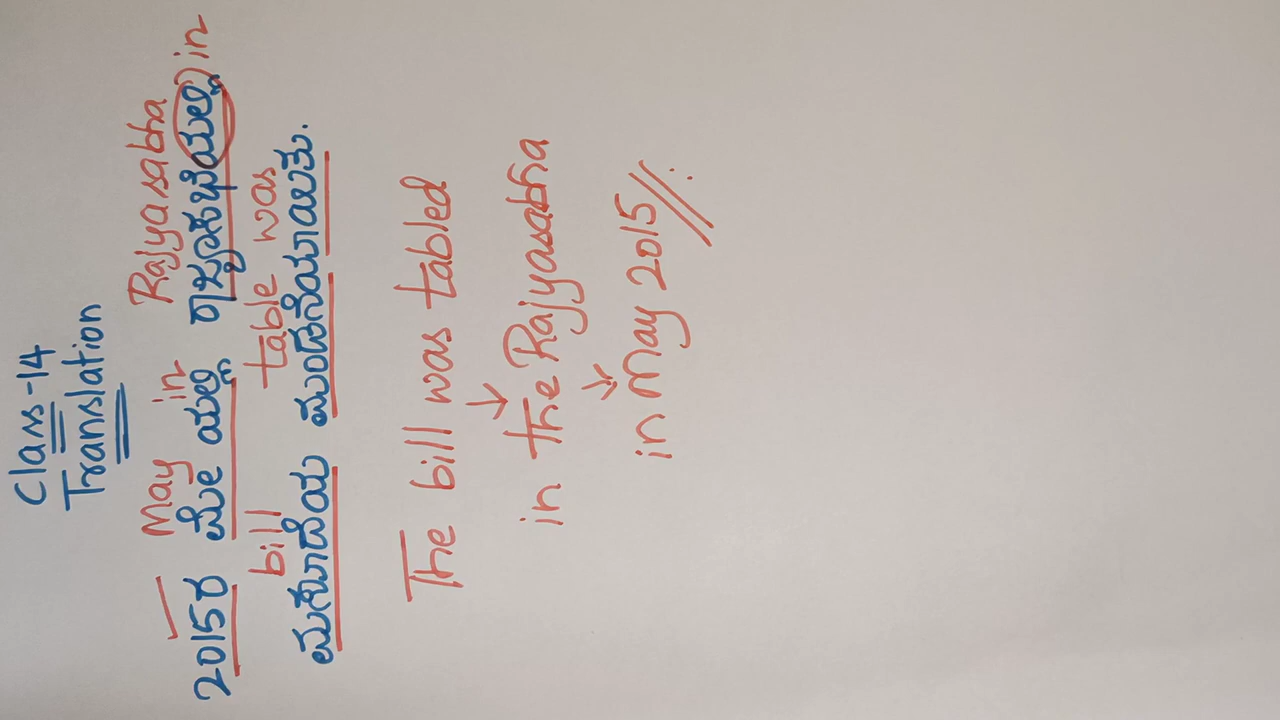 Class-14
Translation
May in Rajyasabha
2015ರ ಮೇ ಯಲ್ಲಿ ರಾಜ್ಯಸಭೆಯಲ್ಲಿ in
bill table was
ಮಸೂದೆಯ ಮಂಡನೆಯಾಯಿತು.
The bill was tabled
in the Rajyasabha
in May 2015//.